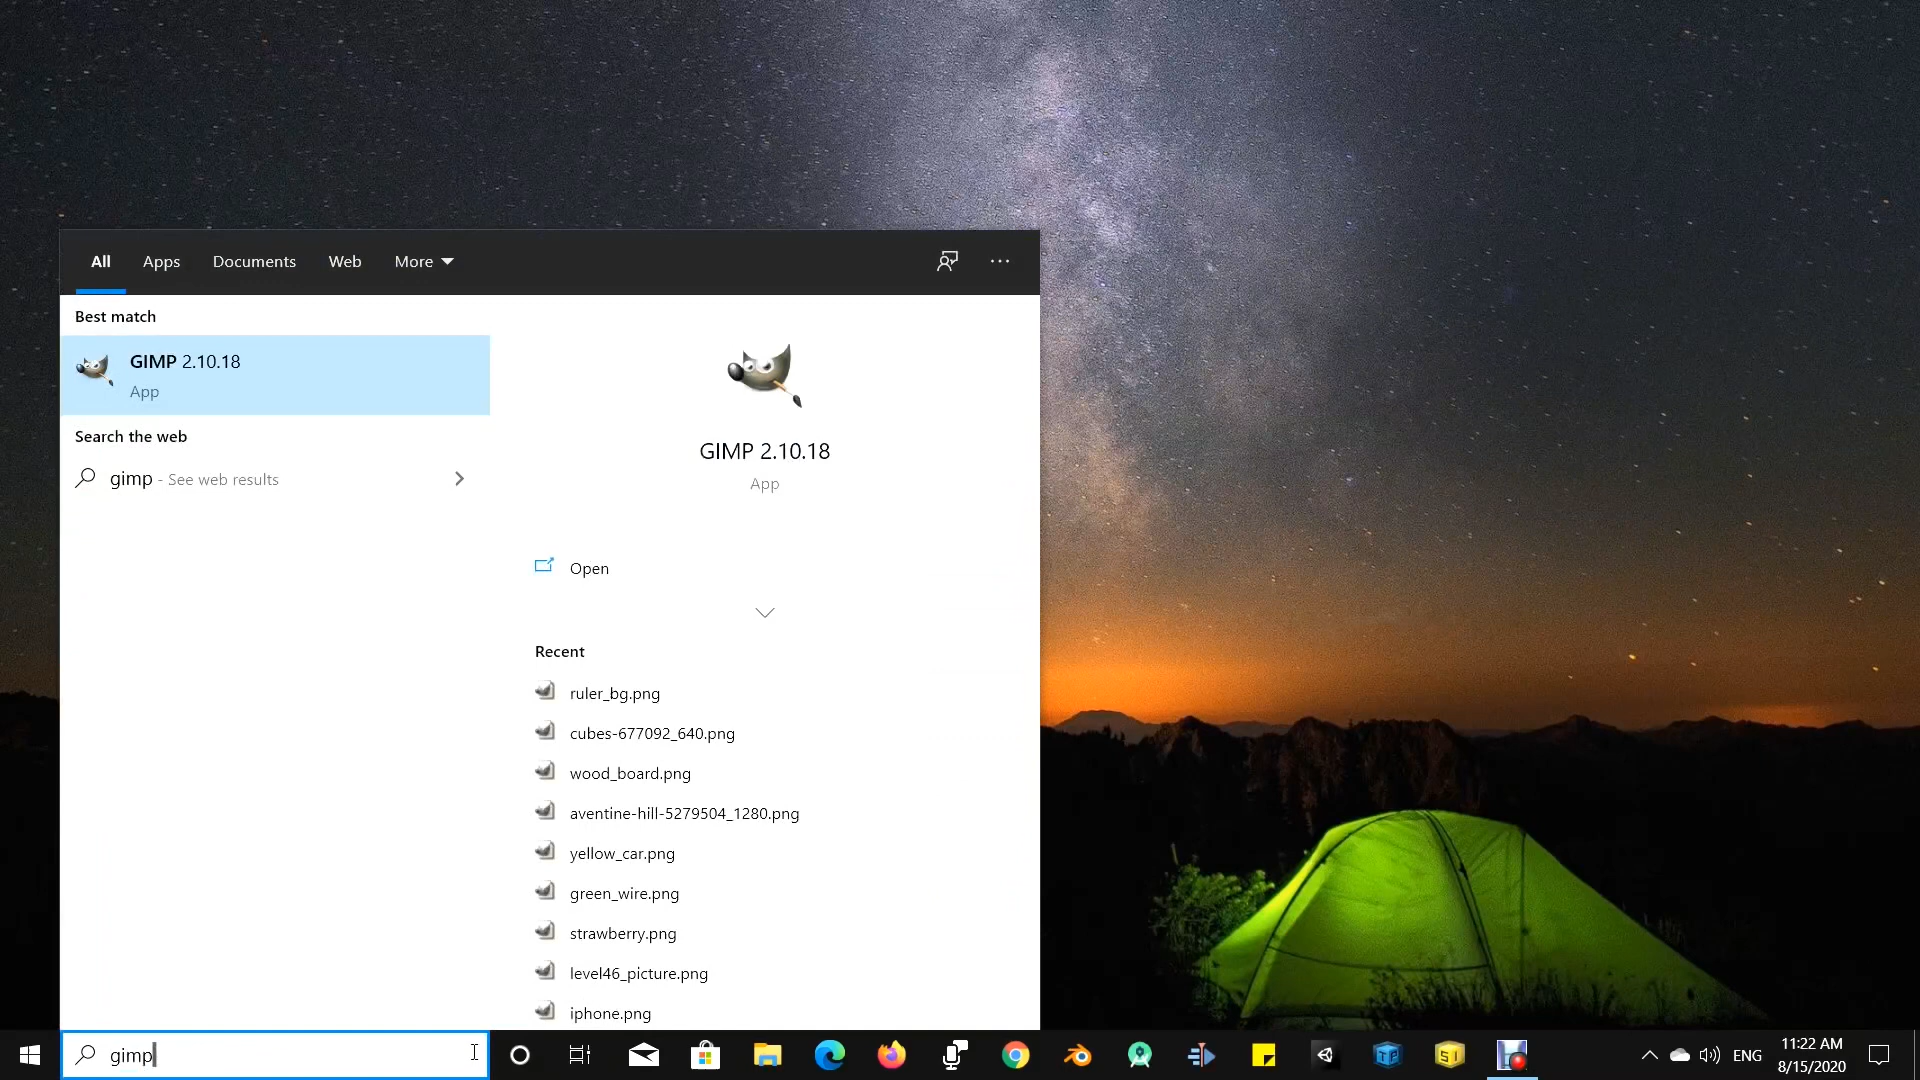 All Apps Documents Web More
Best match
GIMP 2.10.18
App
Search the web
gimp - See web results
GIMP 2.10.18
App
Open
Recent
ruler_bg.png
cubes-677092_640.png
wood_board.png
aventine-hill-5279504_1280.png
yellow_car.png
green_wire.png
strawberry.png
level46_picture.png
iphone.png
gimp
TP
SI
ENG
11:22 AM
8/15/2020